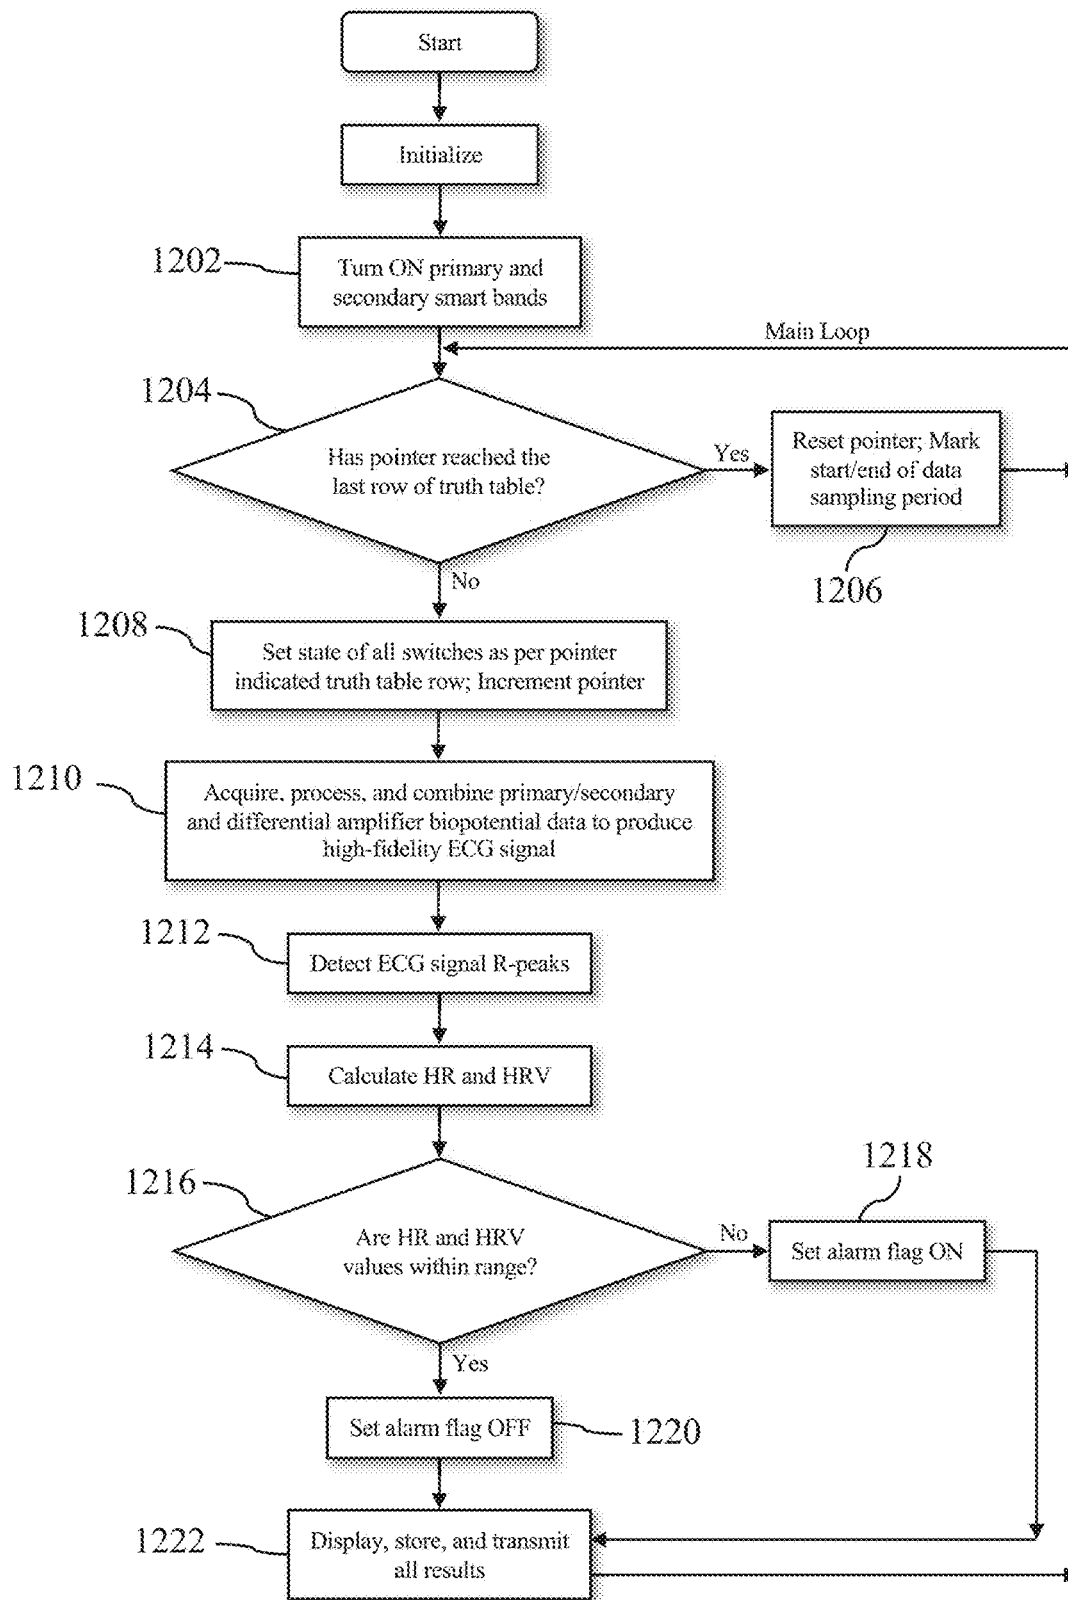 Start
Initialize
1202
Turn ON primary and
secondary smart bands
Main Loop
1204
Has pointer reached the
last row of truth table?
Yes
Reset pointer; Mark
start/end of data
sampling period
1206
No
1208
Set state of all switches as per pointer
indicated truth table row; Increment pointer
1210
Acquire, process, and combine primary/secondary
and differential amplifier biopotential data to produce
high-fidelity ECG signal
1212
Detect ECG signal R-peaks
1214
Calculate HR and HRV
1216
Are HR and HRV
values within range?
No
1218
Set alarm flag ON
Yes
Set alarm flag OFF
1220
1222
Display, store, and transmit
all results